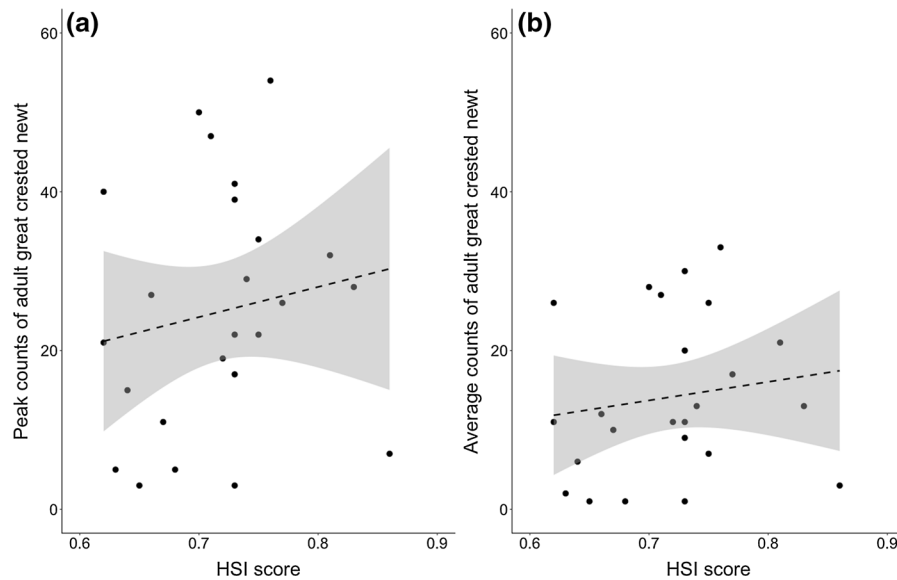 (a)
60
40
20
0
Peak counts of adult great crested newt
0.6 0.7 0.8 0.9
HSI score
(b)
60
40
20
0
Average counts of adult great crested newt
0.6 0.7 0.8 0.9
HSI score